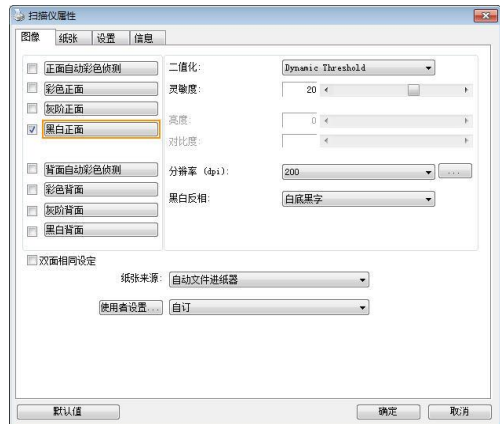 扫描仪属性
图像 纸张 设置 信息
正面自动彩色侦测
彩色正面
灰阶正面
黑白正面
背面自动彩色侦测
彩色背面
灰阶背面
黑白背面
二值化: Dynamic Threshold
灵敏度: 20
亮度: 0
对比度:
分辨率 (dpi): 200 ...
黑白反相: 白底黑字
双面相同设定
纸张来源: 自动文件进纸器
使用者设置... 自订
默认值 确定 取消